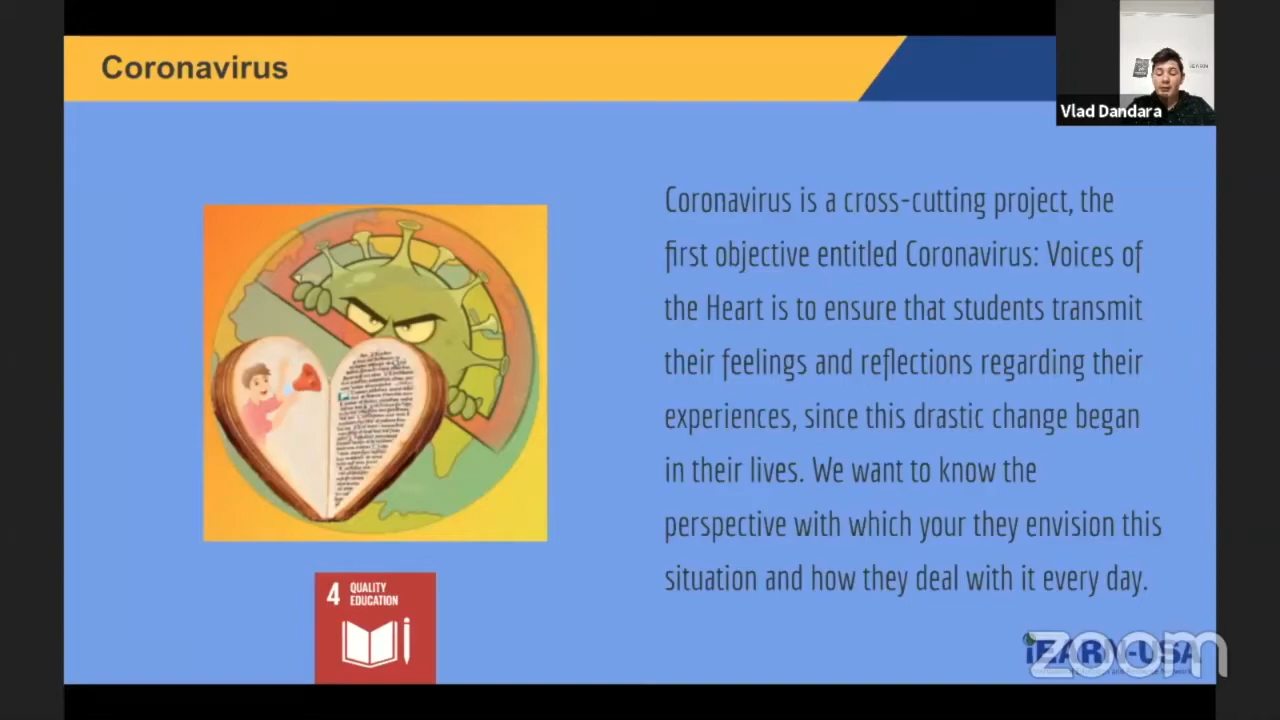 Coronavirus
Vlad Dandara
Coronavirus is a cross-cutting project, the
first objective entitled Coronavirus: Voices of
the Heart is to ensure that students transmit
their feelings and reflections regarding their
experiences, since this drastic change began
in their lives. We want to know the
perspective with which your they envision this
situation and how they deal with it every day.
4 QUALITY
EDUCATION
iEARN-USA
zoom